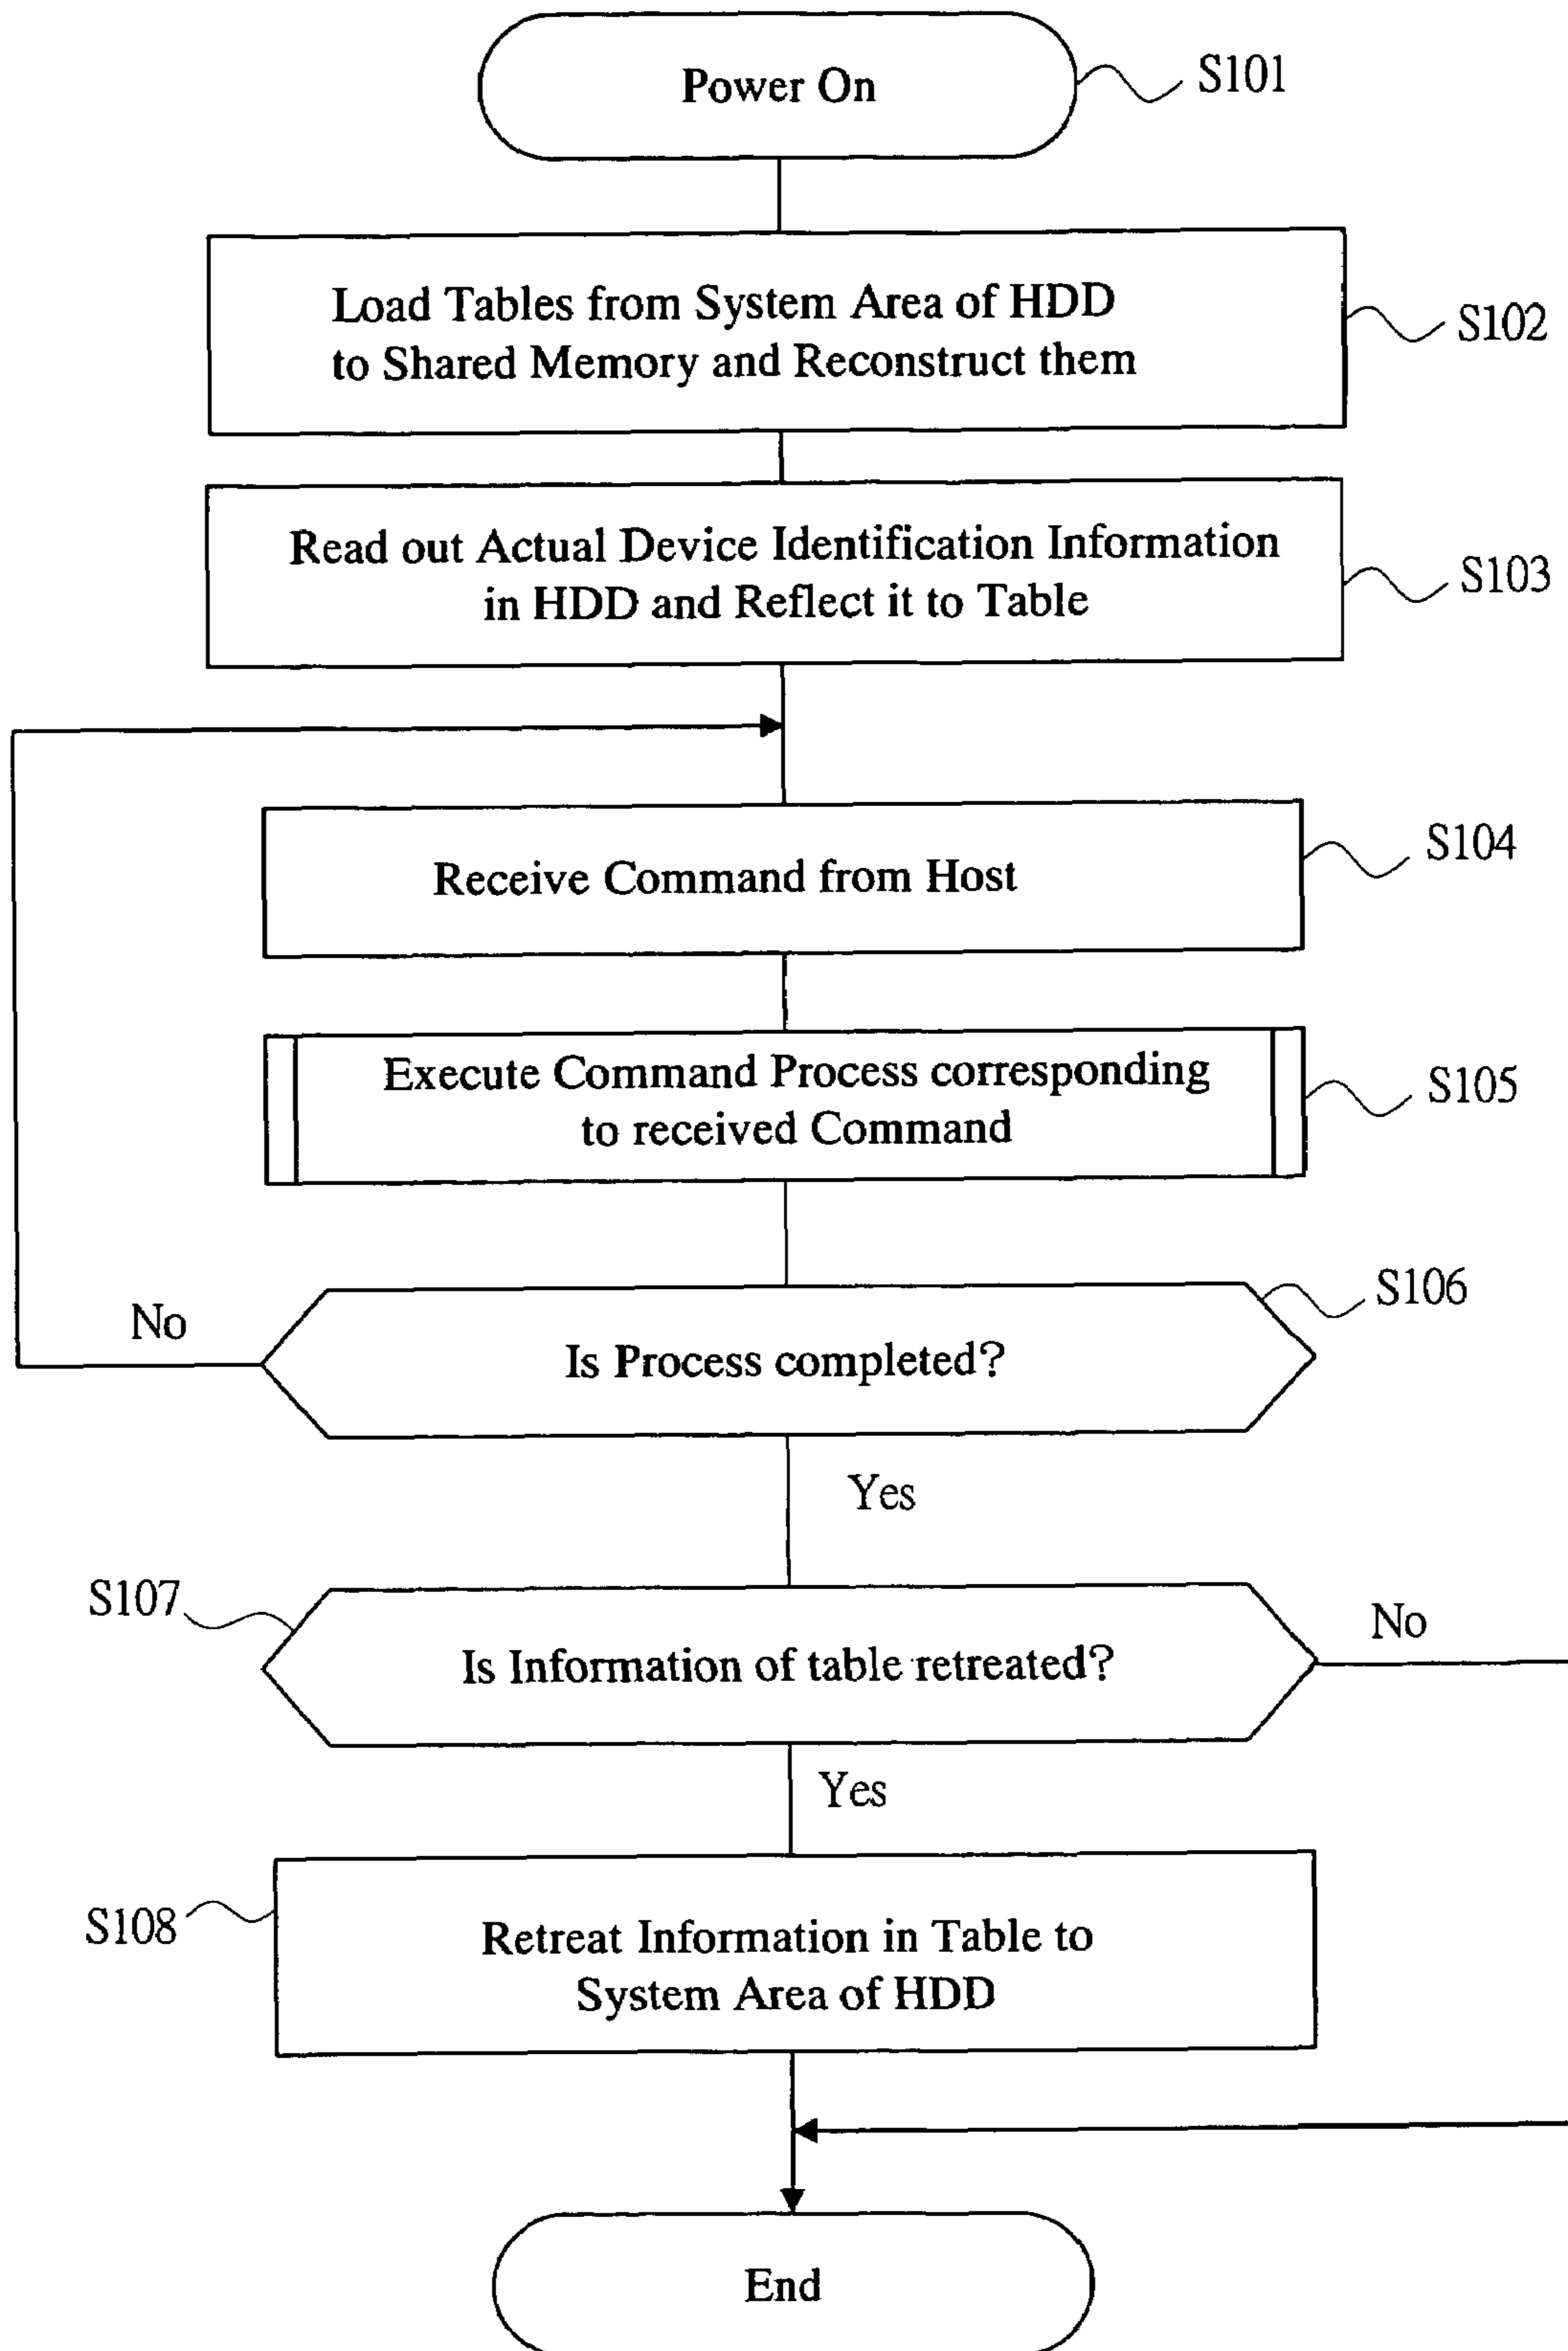 Power On
S101
Load Tables from System Area of HDD
to Shared Memory and Reconstruct them
S102
Read out Actual Device Identification Information
in HDD and Reflect it to Table
S103
Receive Command from Host
S104
Execute Command Process corresponding
to received Command
S105
S106
No
Is Process completed?
Yes
S107
Is Information of table retreated?
No
Yes
S108
Retreat Information in Table to
System Area of HDD
End